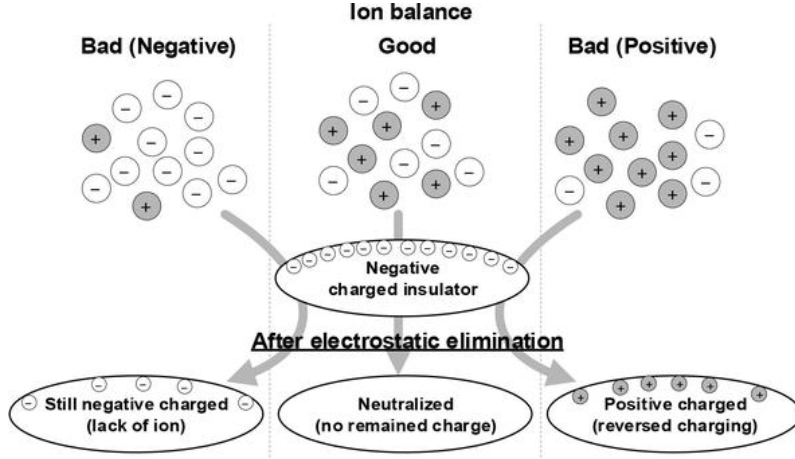 Ion balance
Bad (Negative)
Good
Bad (Positive)
Negative
charged insulator
After electrostatic elimination
Still negative charged
(lack of ion)
Neutralized
(no remained charge)
Positive charged
(reversed charging)